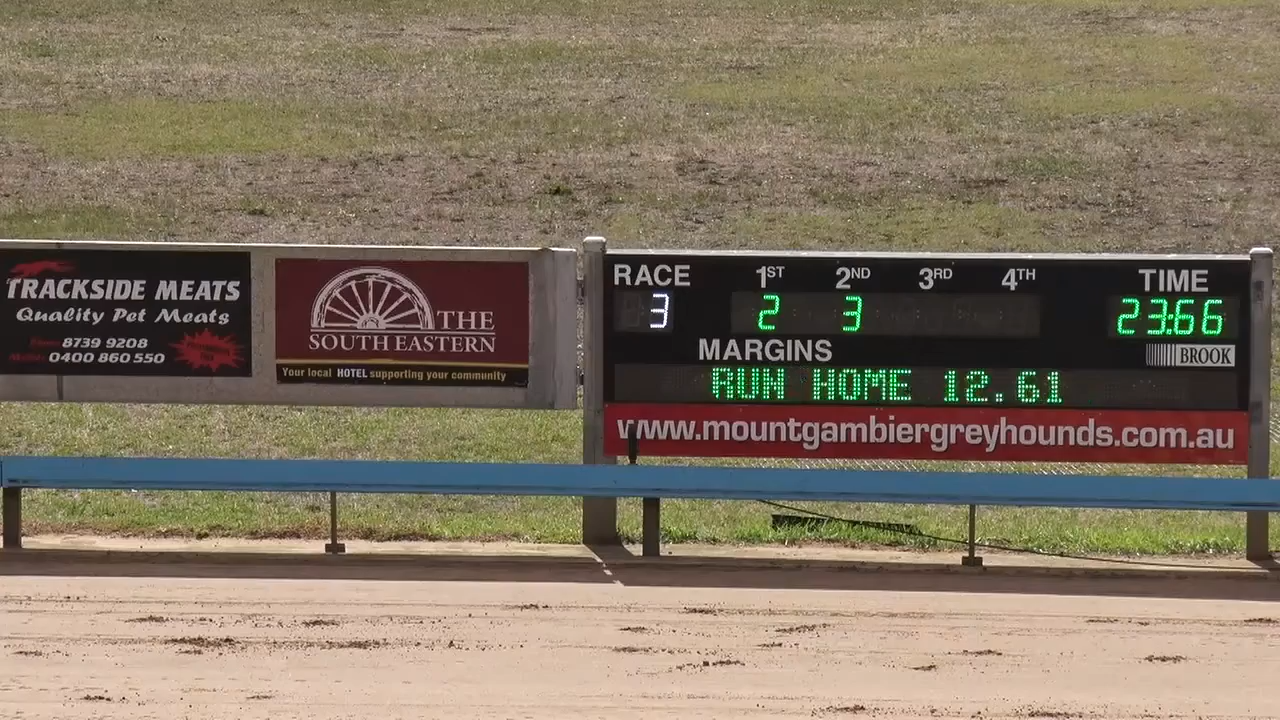 TRACKSIDE MEATS
Quality Pet Meats
8739 9208
0400 860 550
THE
SOUTH EASTERN
Your local HOTEL supporting your community
RACE 1ST 2ND 3RD 4TH TIME
3 2 3 23:66
MARGINS
BROOK
RUN HOME 12.61
www.mountgambiergreyhounds.com.au